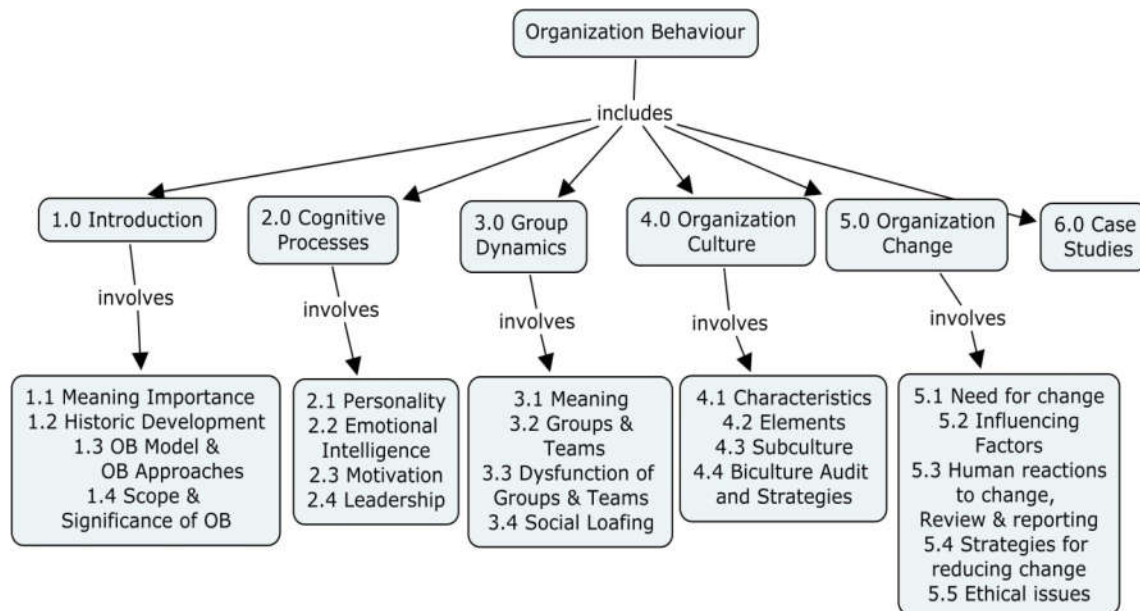 Organization Behaviour
includes
1.0 Introduction
2.0 Cognitive
Processes
3.0 Group
Dynamics
4.0 Organization
Culture
5.0 Organization
Change
6.0 Case
Studies
involves
involves
involves
involves
involves
1.1 Meaning Importance
1.2 Historic Development
1.3 OB Model &
OB Approaches
1.4 Scope &
Significance of OB
2.1 Personality
2.2 Emotional
Intelligence
2.3 Motivation
2.4 Leadership
3.1 Meaning
3.2 Groups &
Teams
3.3 Dysfunction of
Groups & Teams
3.4 Social Loafing
4.1 Characteristics
4.2 Elements
4.3 Subculture
4.4 Biculture Audit
and Strategies
5.1 Need for change
5.2 Influencing
Factors
5.3 Human reactions
to change,
Review & reporting
5.4 Strategies for
reducing change
5.5 Ethical issues